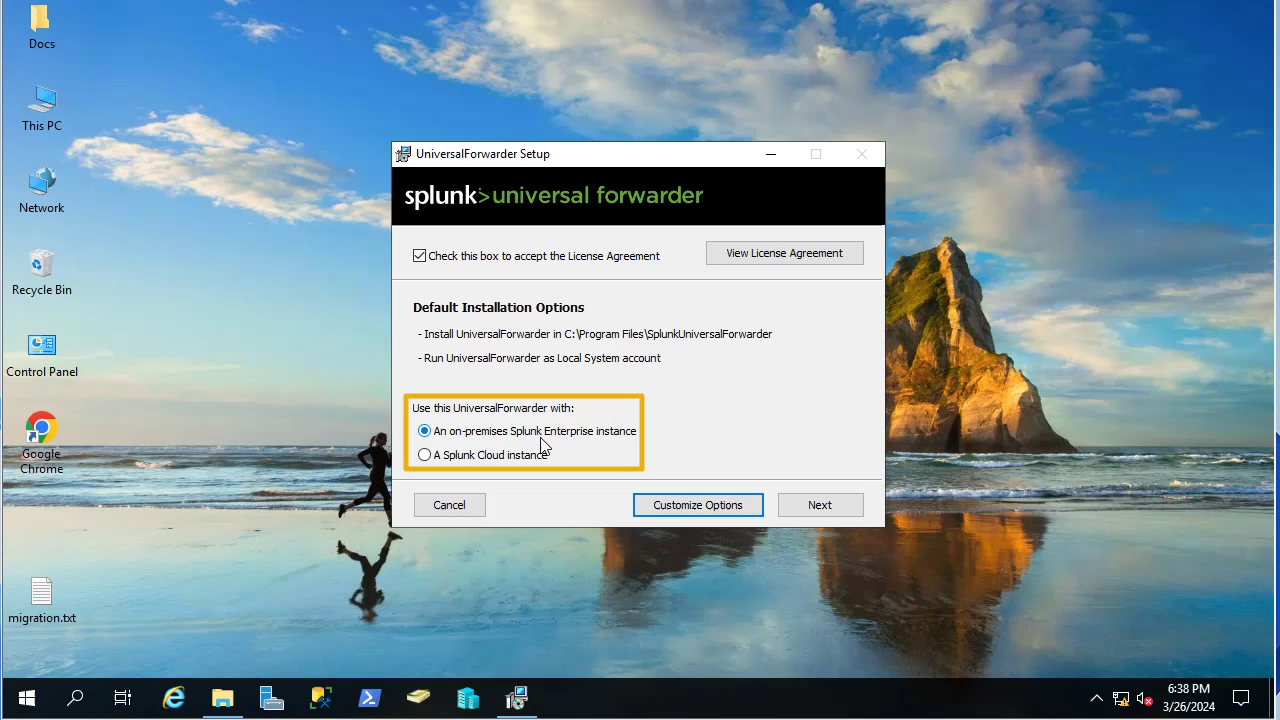 Docs
This PC
Network
Recycle Bin
Control Panel
Google
Chrome
migration.txt
UniversalForwarder Setup
splunk>universal forwarder
Check this box to accept the License Agreement
View License Agreement
Default Installation Options
- Install UniversalForwarder in C:\Program Files\SplunkUniversalForwarder
- Run UniversalForwarder as Local System account
Use this UniversalForwarder with:
An on-premises Splunk Enterprise instance
A Splunk Cloud instance
Cancel
Customize Options
Next
6:38 PM
3/26/2024